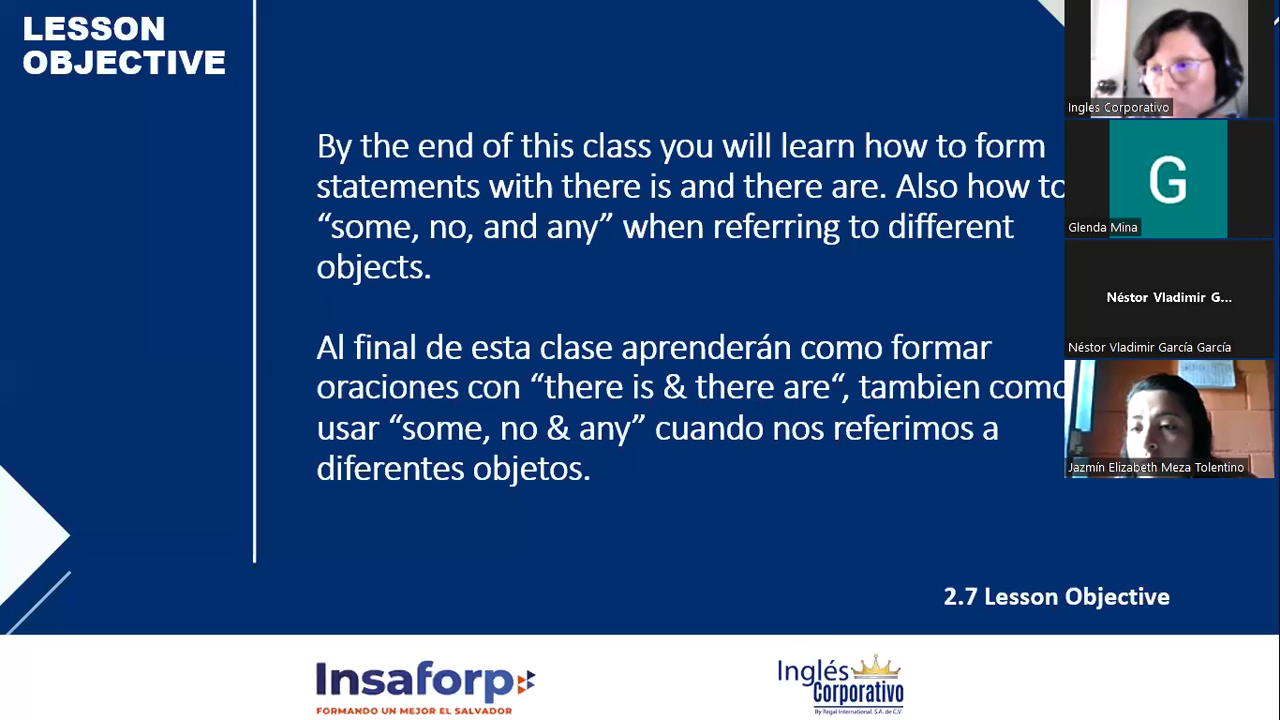 LESSON
OBJECTIVE
By the end of this class you will learn how to form
statements with there is and there are. Also how to
“some, no, and any” when referring to different
objects.
Al final de esta clase aprenderán como formar
oraciones con “there is & there are“, tambien como
usar “some, no & any” cuando nos referimos a
diferentes objetos.
2.7 Lesson Objective
Insaforp
FORMANDO UN MEJOR EL SALVADOR
Inglés
Corporativo
By Regal International, S.A. de C.V.
Ingles Corporativo
G
Glenda Mina
Néstor Vladimir G...
Néstor Vladimir García García
Jazmín Elizabeth Meza Tolentino